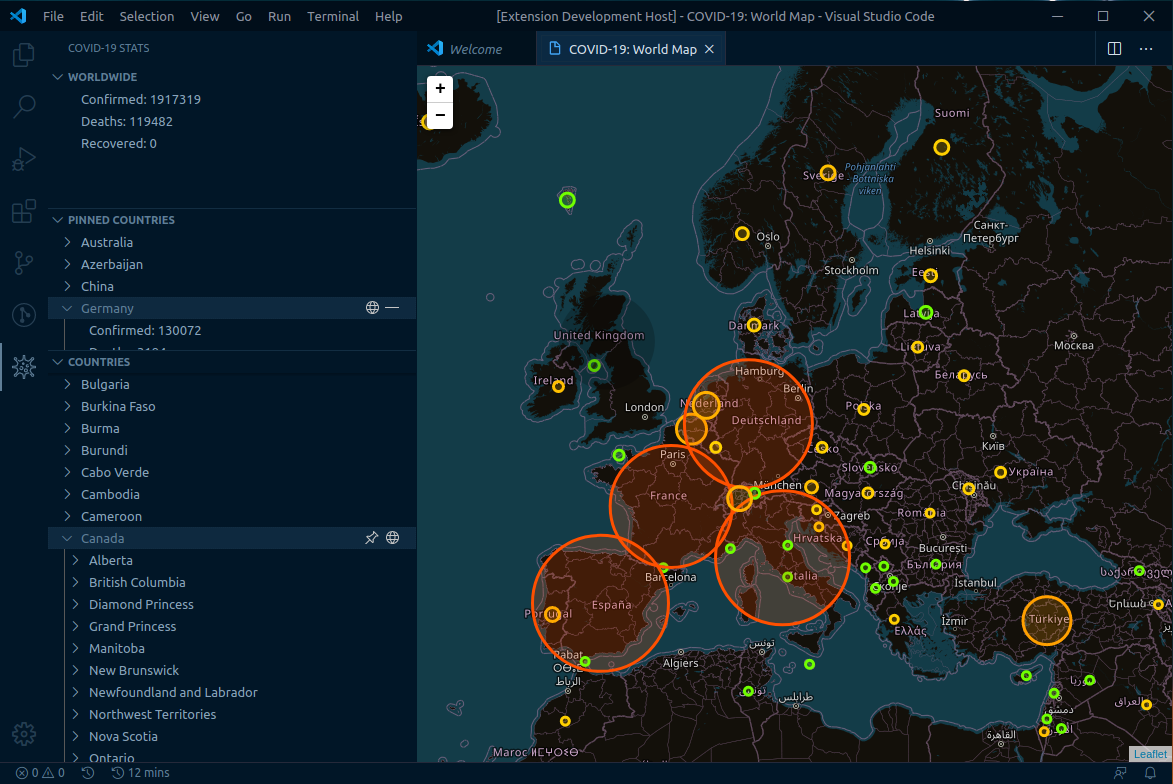 File Edit Selection View Go Run Terminal Help
[Extension Development Host] - COVID-19: World Map - Visual Studio Code
COVID-19 STATS
WORLDWIDE
Confirmed: 1917319
Deaths: 119482
Recovered: 0
PINNED COUNTRIES
Australia
Azerbaijan
China
Germany
Confirmed: 130072
COUNTRIES
Bulgaria
Burkina Faso
Burma
Burundi
Cabo Verde
Cambodia
Cameroon
Canada
Alberta
British Columbia
Diamond Princess
Grand Princess
Manitoba
New Brunswick
Newfoundland and Labrador
Northwest Territories
Nova Scotia
Ontario
0 0 12 mins
Welcome
COVID-19: World Map
+
−
Suomi
Pohjanlahti
- Bottniska
viken
Sverige
Санкт-
Петербург
Oslo
Helsinki
Stockholm
Eesti
Latvija
Danmark
United Kingdom
Lietuva
Москва
Hamburg
Беларусь
Ireland
Berlin
Nederland
London
Polska
Deutschland
Київ
Česko
Paris
Slovensko
Україна
München
Chișinău
France
Magyarország
România
Zagreb
Hrvatska
Србија
București
България
Barcelona
Italia
Skopje
İstanbul
საქართველო
España
Portugal
Երևան
İzmir
Türkiye
Ελλάς
تونس
Rabat
الرباط
Algiers
تونس
طرابلس
سوريا
دمشق
العراق
القاهرة
Maroc ⵍⵎⵖⵔⵉⴱ
Leaflet